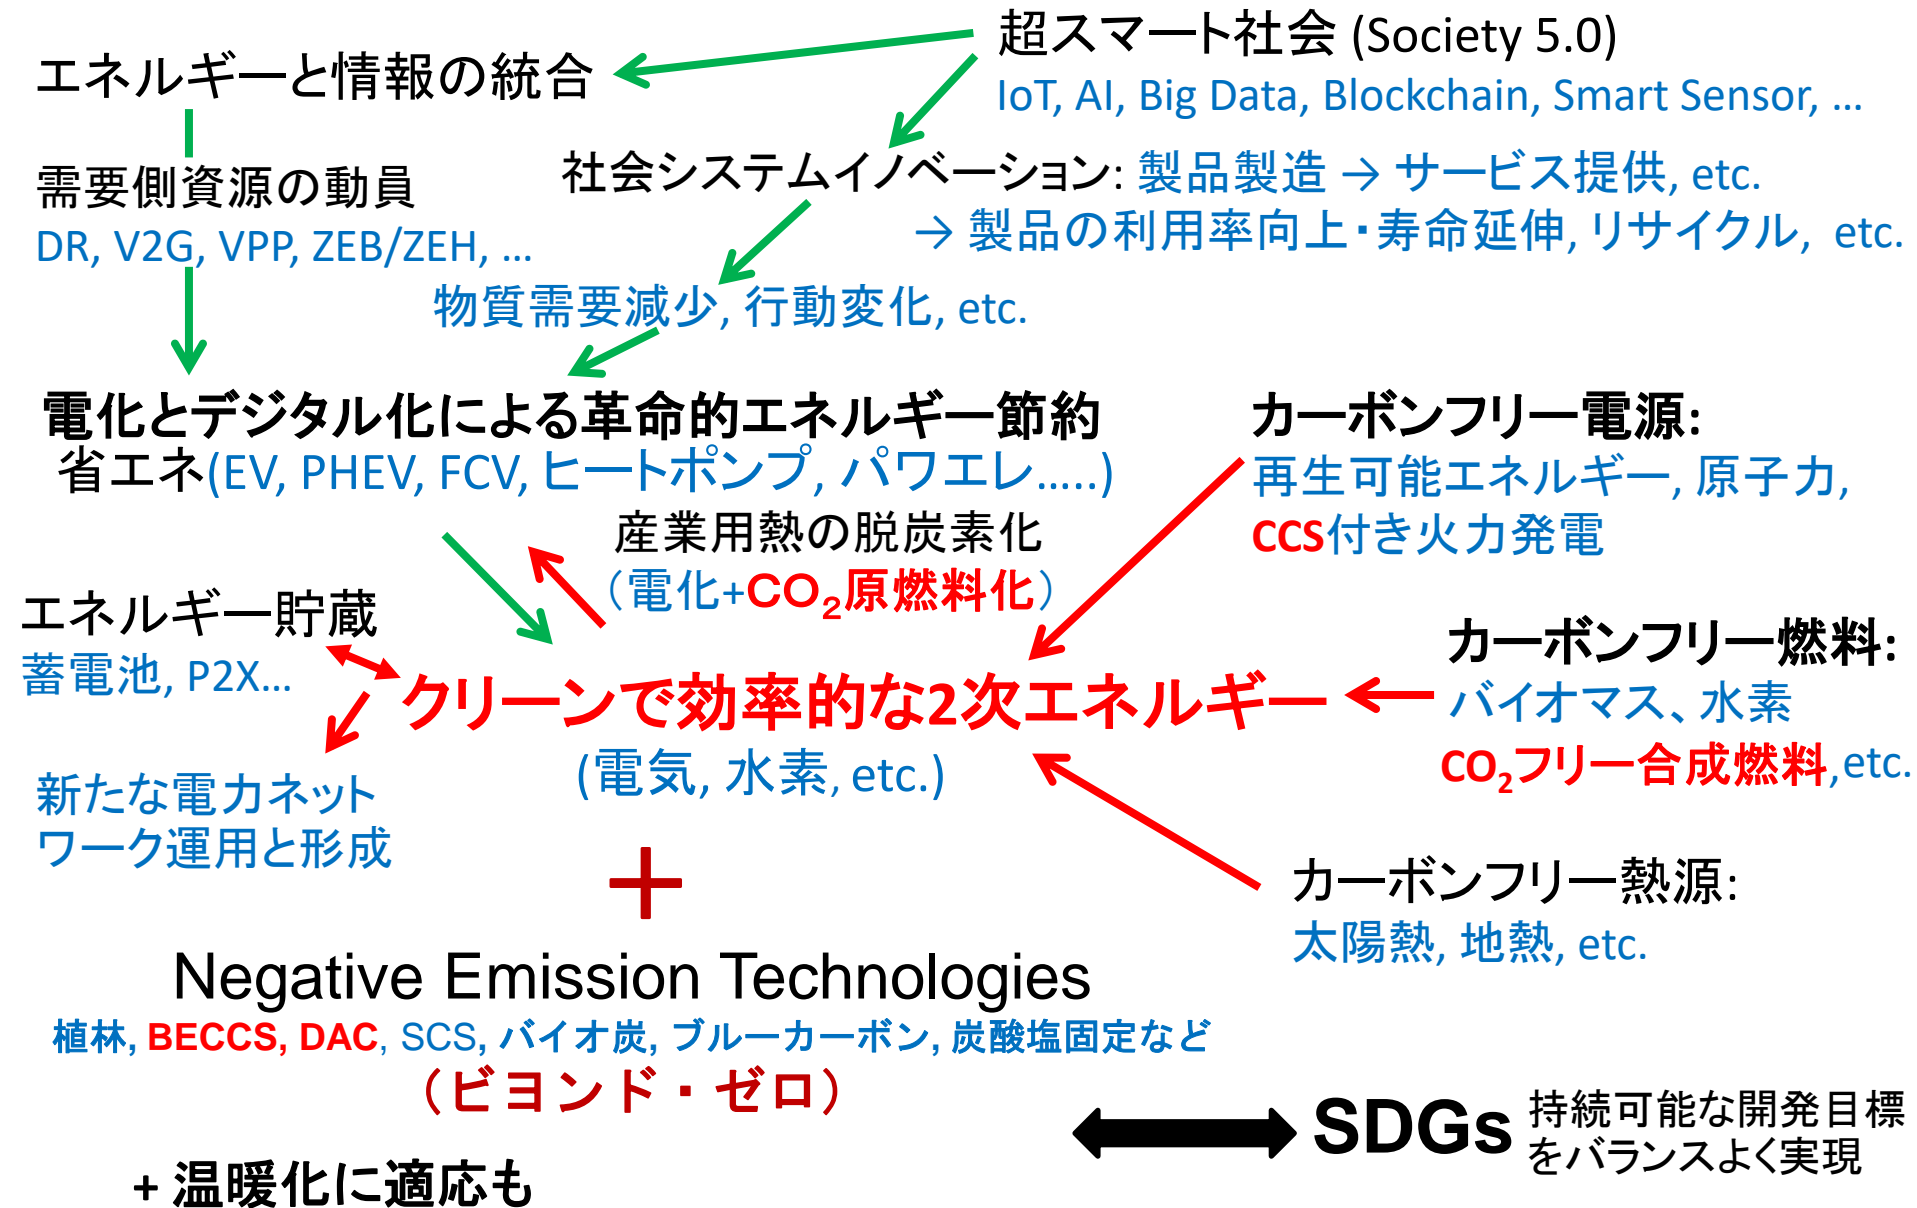 超スマート社会 (Society 5.0)
IoT, AI, Big Data, Blockchain, Smart Sensor, ...
エネルギーと情報の統合
社会システムイノベーション: 製品製造 → サービス提供, etc.
→ 製品の利用率向上・寿命延伸, リサイクル, etc.
需要側資源の動員
DR, V2G, VPP, ZEB/ZEH, ...
物質需要減少, 行動変化, etc.
電化とデジタル化による革命的エネルギー節約
省エネ(EV, PHEV, FCV, ヒートポンプ, パワエレ.....)
産業用熱の脱炭素化
（電化+CO₂原燃料化）
カーボンフリー電源:
再生可能エネルギー, 原子力,
CCS付き火力発電
エネルギー貯蔵
蓄電池, P2X...
カーボンフリー燃料:
バイオマス、水素
CO₂フリー合成燃料,etc.
クリーンで効率的な2次エネルギー
(電気, 水素, etc.)
新たな電力ネット
ワーク運用と形成
カーボンフリー熱源:
太陽熱, 地熱, etc.
+
Negative Emission Technologies
植林, BECCS, DAC, SCS, バイオ炭, ブルーカーボン, 炭酸塩固定など
（ビヨンド・ゼロ）
SDGs 持続可能な開発目標
をバランスよく実現
+ 温暖化に適応も